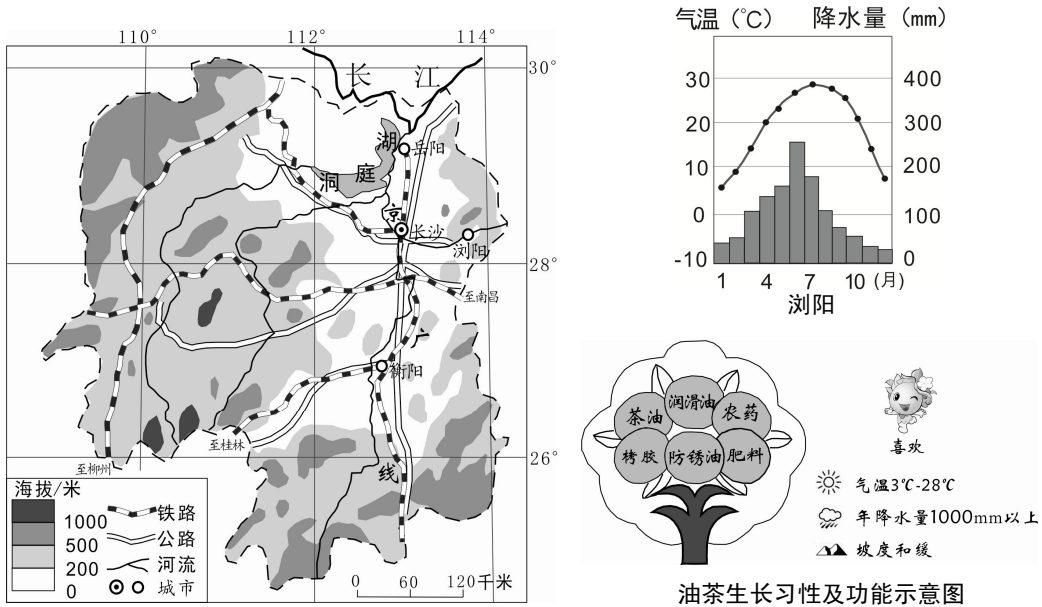 110°
112°
114°
30°
28°
26°
长 江
洞 庭 湖
岳阳
京
长沙
浏阳
至南昌
广
衡阳
线
至桂林
至柳州
海拔/米
1000
500
200
0
铁路
公路
河流
城市
0 60 120千米
气温（℃） 降水量（mm）
30 400
20 300
10 200
0 100
-10 0
1 4 7 10 (月)
浏阳
茶油 润滑油 农药
栲胶 防锈油 肥料
喜欢
气温3℃-28℃
年降水量1000mm以上
坡度和缓
油茶生长习性及功能示意图